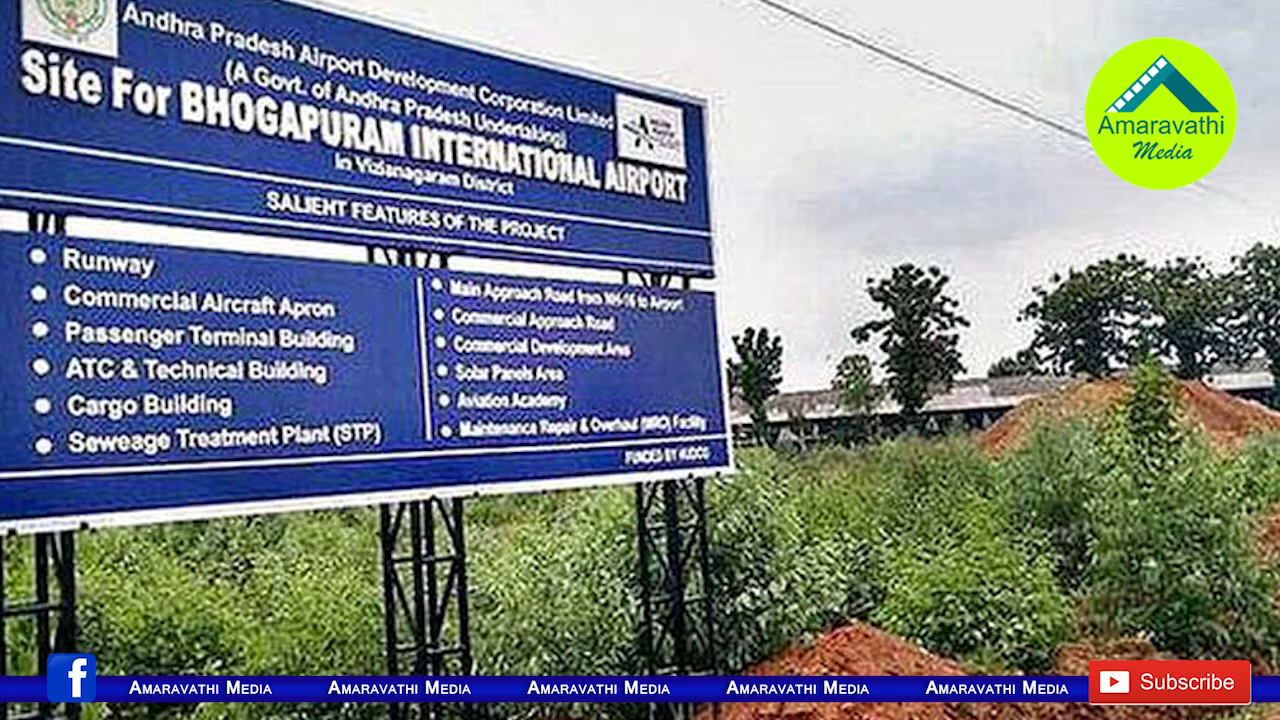 Andhra Pradesh Airport Development Corporation Limited
(A Govt. of Andhra Pradesh Undertaking)
Site For BHOGAPURAM INTERNATIONAL AIRPORT
In Vizianagaram District
SALIENT FEATURES OF THE PROJECT
Runway
Commercial Aircraft Apron
Passenger Terminal Building
ATC & Technical Building
Cargo Building
Seweage Treatment Plant (STP)
Main Approach Road from NH-16 to Airport
Commercial Approach Road
Commercial Development Area
Solar Panels Area
Aviation Academy
Maintenance Repair & Overhaul (MRO) Facility
FUNDED BY HUDCO
Amaravathi
Media
f
Amaravathi Media Amaravathi Media Amaravathi Media Amaravathi Media Amaravathi Media
Subscribe